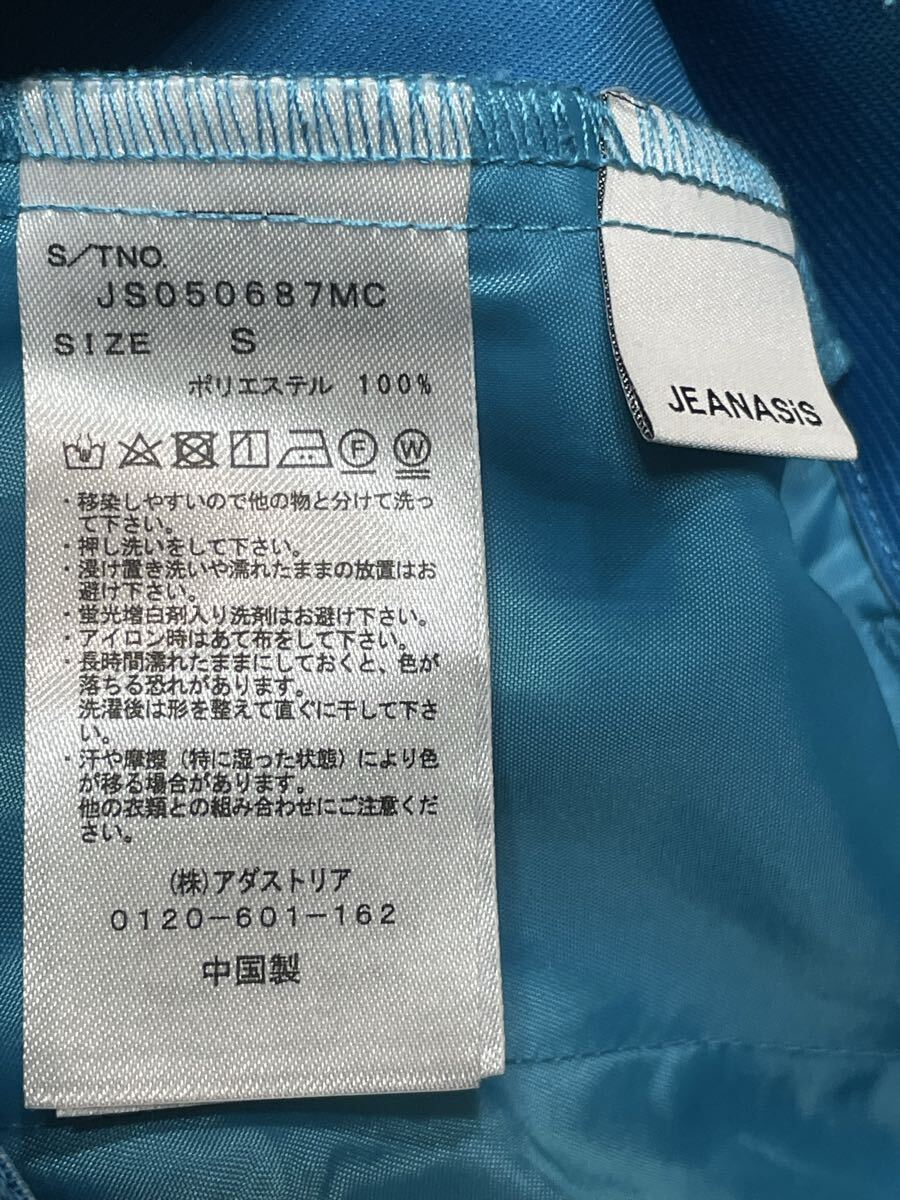 S/TNO.
JS050687MC
SIZE S
ポリエステル 100%
F W
・移染しやすいので他の物と分けて洗っ
て下さい。
・押し洗いをして下さい。
・浸け置き洗いや濡れたままの放置はお
避け下さい。
・蛍光増白剤入り洗剤はお避け下さい。
・アイロン時はあて布をして下さい。
・長時間濡れたままにしておくと、色が
落ちる恐れがあります。
洗濯後は形を整えて直ぐに干して下さ
い。
・汗や摩擦（特に湿った状態）により色
が移る場合があります。
他の衣類との組み合わせにご注意くだ
さい。
(株)アダストリア
0120-601-162
中国製
JEANASiS